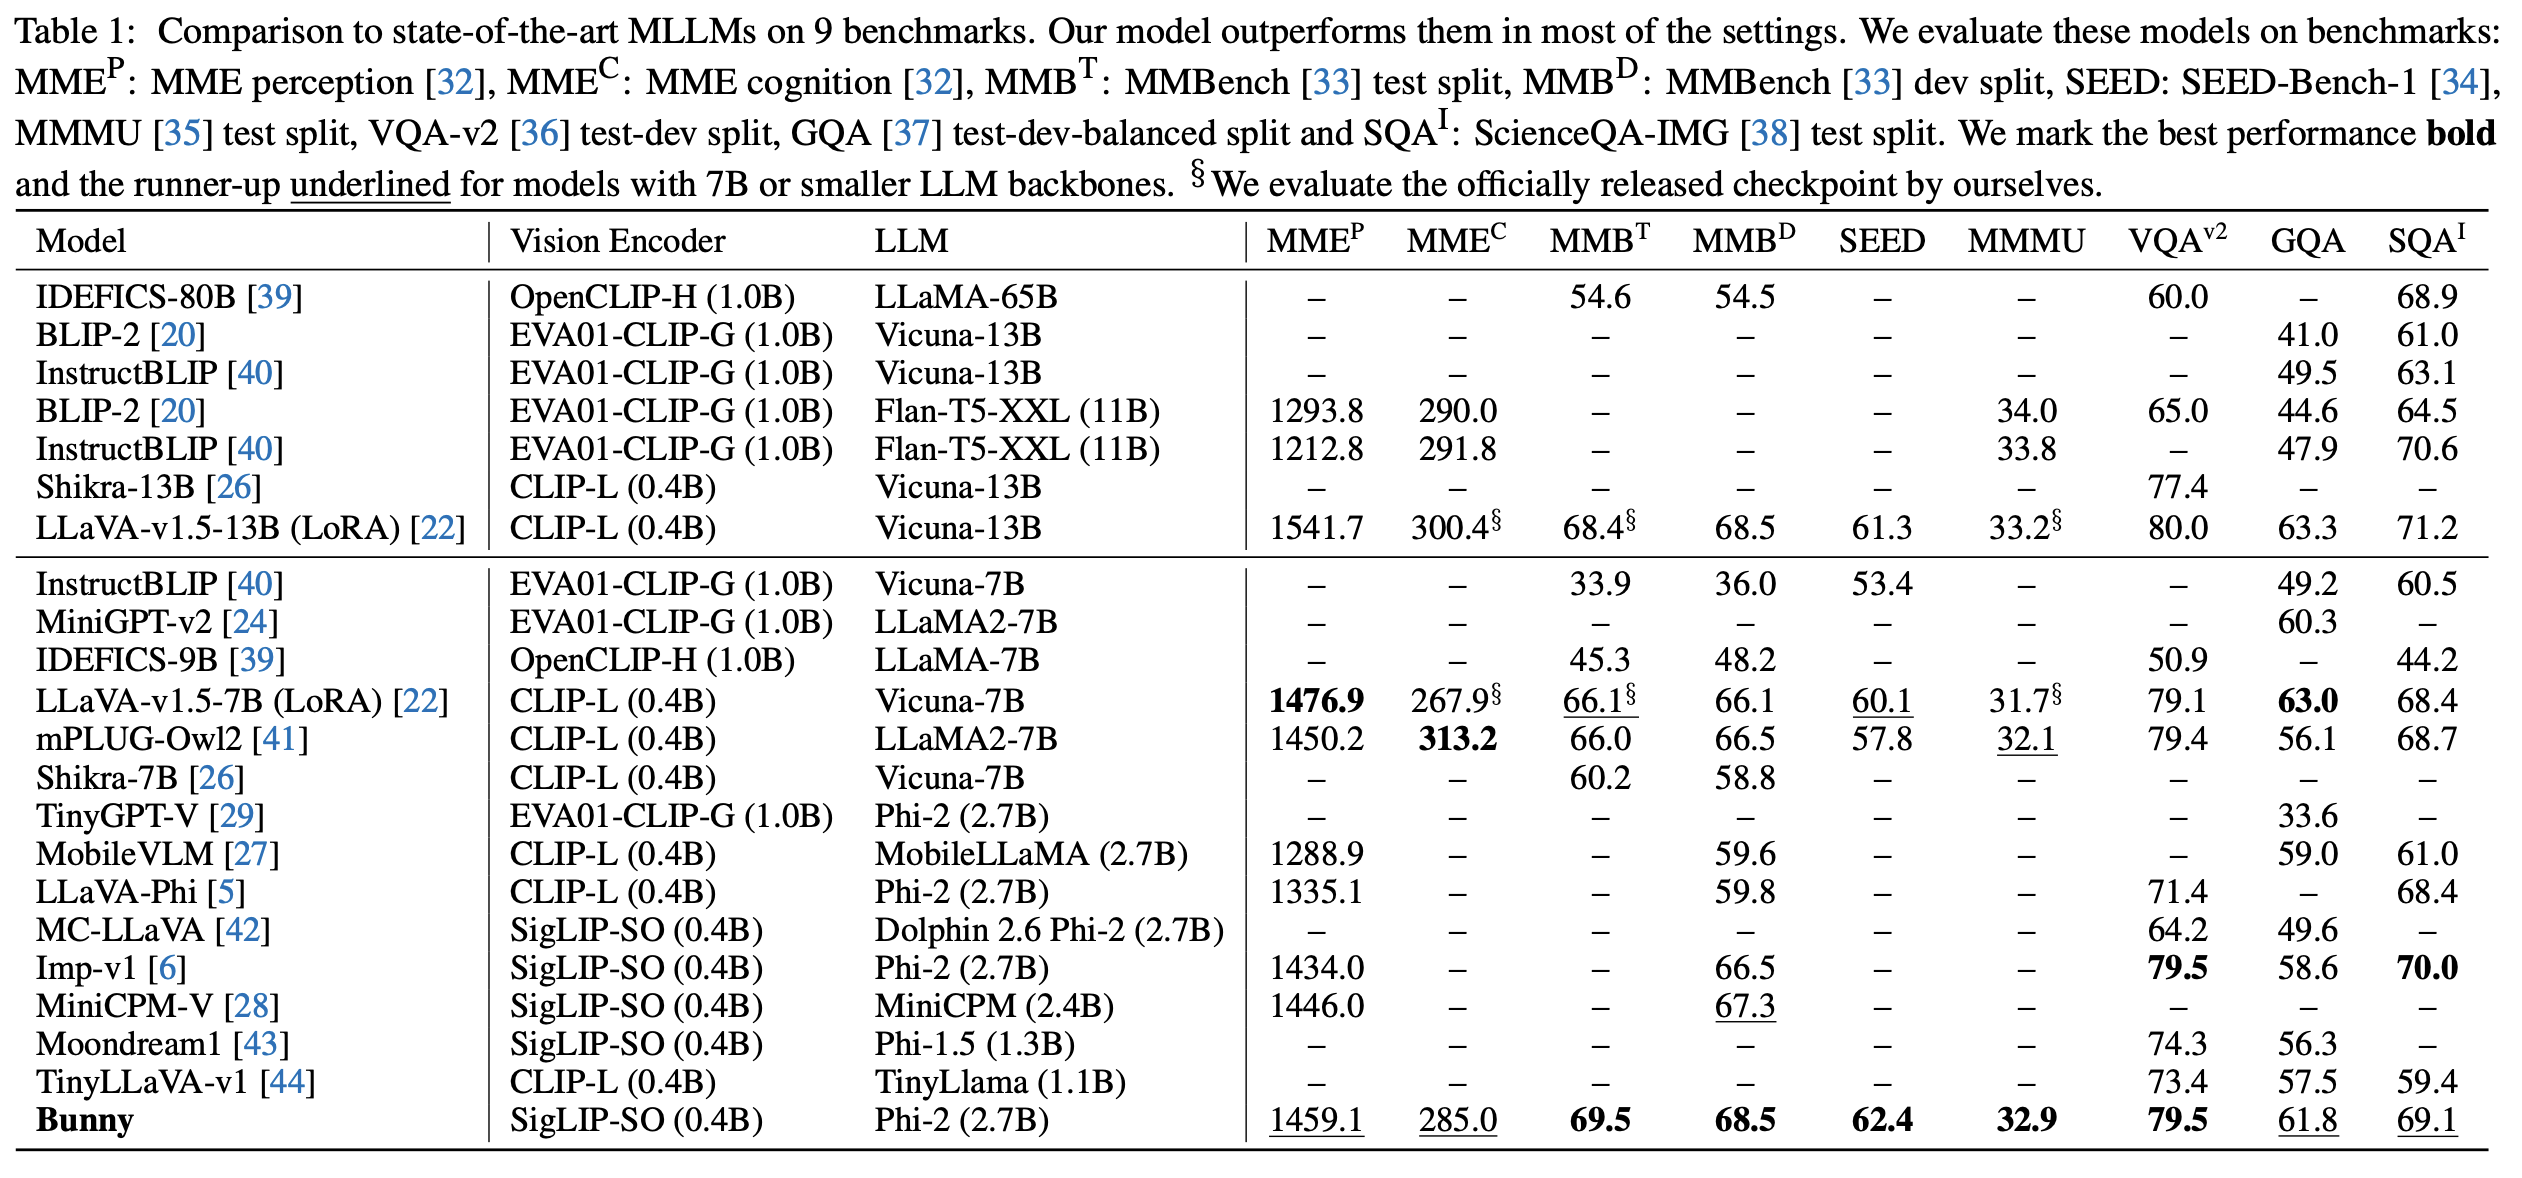 Table 1: Comparison to state-of-the-art MLLMs on 9 benchmarks. Our model outperforms them in most of the settings. We evaluate these models on benchmarks:
MME^P: MME perception [32], MME^C: MME cognition [32], MMB^T: MMBench [33] test split, MMB^D: MMBench [33] dev split, SEED: SEED-Bench-1 [34],
MMMU [35] test split, VQA-v2 [36] test-dev split, GQA [37] test-dev-balanced split and SQA^I: ScienceQA-IMG [38] test split. We mark the best performance bold
and the runner-up underlined for models with 7B or smaller LLM backbones. §We evaluate the officially released checkpoint by ourselves.
Model Vision Encoder LLM MME^P MME^C MMB^T MMB^D SEED MMMU VQA^v2 GQA SQA^I
IDEFICS-80B [39] OpenCLIP-H (1.0B) LLaMA-65B – – 54.6 54.5 – – 60.0 – 68.9
BLIP-2 [20] EVA01-CLIP-G (1.0B) Vicuna-13B – – – – – – – 41.0 61.0
InstructBLIP [40] EVA01-CLIP-G (1.0B) Vicuna-13B – – – – – – – 49.5 63.1
BLIP-2 [20] EVA01-CLIP-G (1.0B) Flan-T5-XXL (11B) 1293.8 290.0 – – – 34.0 65.0 44.6 64.5
InstructBLIP [40] EVA01-CLIP-G (1.0B) Flan-T5-XXL (11B) 1212.8 291.8 – – – 33.8 – 47.9 70.6
Shikra-13B [26] CLIP-L (0.4B) Vicuna-13B – – – – – – 77.4 – –
LLaVA-v1.5-13B (LoRA) [22] CLIP-L (0.4B) Vicuna-13B 1541.7 300.4§ 68.4§ 68.5 61.3 33.2§ 80.0 63.3 71.2
InstructBLIP [40] EVA01-CLIP-G (1.0B) Vicuna-7B – – 33.9 36.0 53.4 – – 49.2 60.5
MiniGPT-v2 [24] EVA01-CLIP-G (1.0B) LLaMA2-7B – – – – – – – 60.3 –
IDEFICS-9B [39] OpenCLIP-H (1.0B) LLaMA-7B – – 45.3 48.2 – – 50.9 – 44.2
LLaVA-v1.5-7B (LoRA) [22] CLIP-L (0.4B) Vicuna-7B 1476.9 267.9§ 66.1§ 66.1 60.1 31.7§ 79.1 63.0 68.4
mPLUG-Owl2 [41] CLIP-L (0.4B) LLaMA2-7B 1450.2 313.2 66.0 66.5 57.8 32.1 79.4 56.1 68.7
Shikra-7B [26] CLIP-L (0.4B) Vicuna-7B – – 60.2 58.8 – – – – –
TinyGPT-V [29] EVA01-CLIP-G (1.0B) Phi-2 (2.7B) – – – – – – – 33.6 –
MobileVLM [27] CLIP-L (0.4B) MobileLLaMA (2.7B) 1288.9 – – 59.6 – – – 59.0 61.0
LLaVA-Phi [5] CLIP-L (0.4B) Phi-2 (2.7B) 1335.1 – – 59.8 – – 71.4 – 68.4
MC-LLaVA [42] SigLIP-SO (0.4B) Dolphin 2.6 Phi-2 (2.7B) – – – – – – 64.2 49.6 –
Imp-v1 [6] SigLIP-SO (0.4B) Phi-2 (2.7B) 1434.0 – – 66.5 – – 79.5 58.6 70.0
MiniCPM-V [28] SigLIP-SO (0.4B) MiniCPM (2.4B) 1446.0 – – 67.3 – – – – –
Moondream1 [43] SigLIP-SO (0.4B) Phi-1.5 (1.3B) – – – – – – 74.3 56.3 –
TinyLLaVA-v1 [44] CLIP-L (0.4B) TinyLlama (1.1B) – – – – – – 73.4 57.5 59.4
Bunny SigLIP-SO (0.4B) Phi-2 (2.7B) 1459.1 285.0 69.5 68.5 62.4 32.9 79.5 61.8 69.1